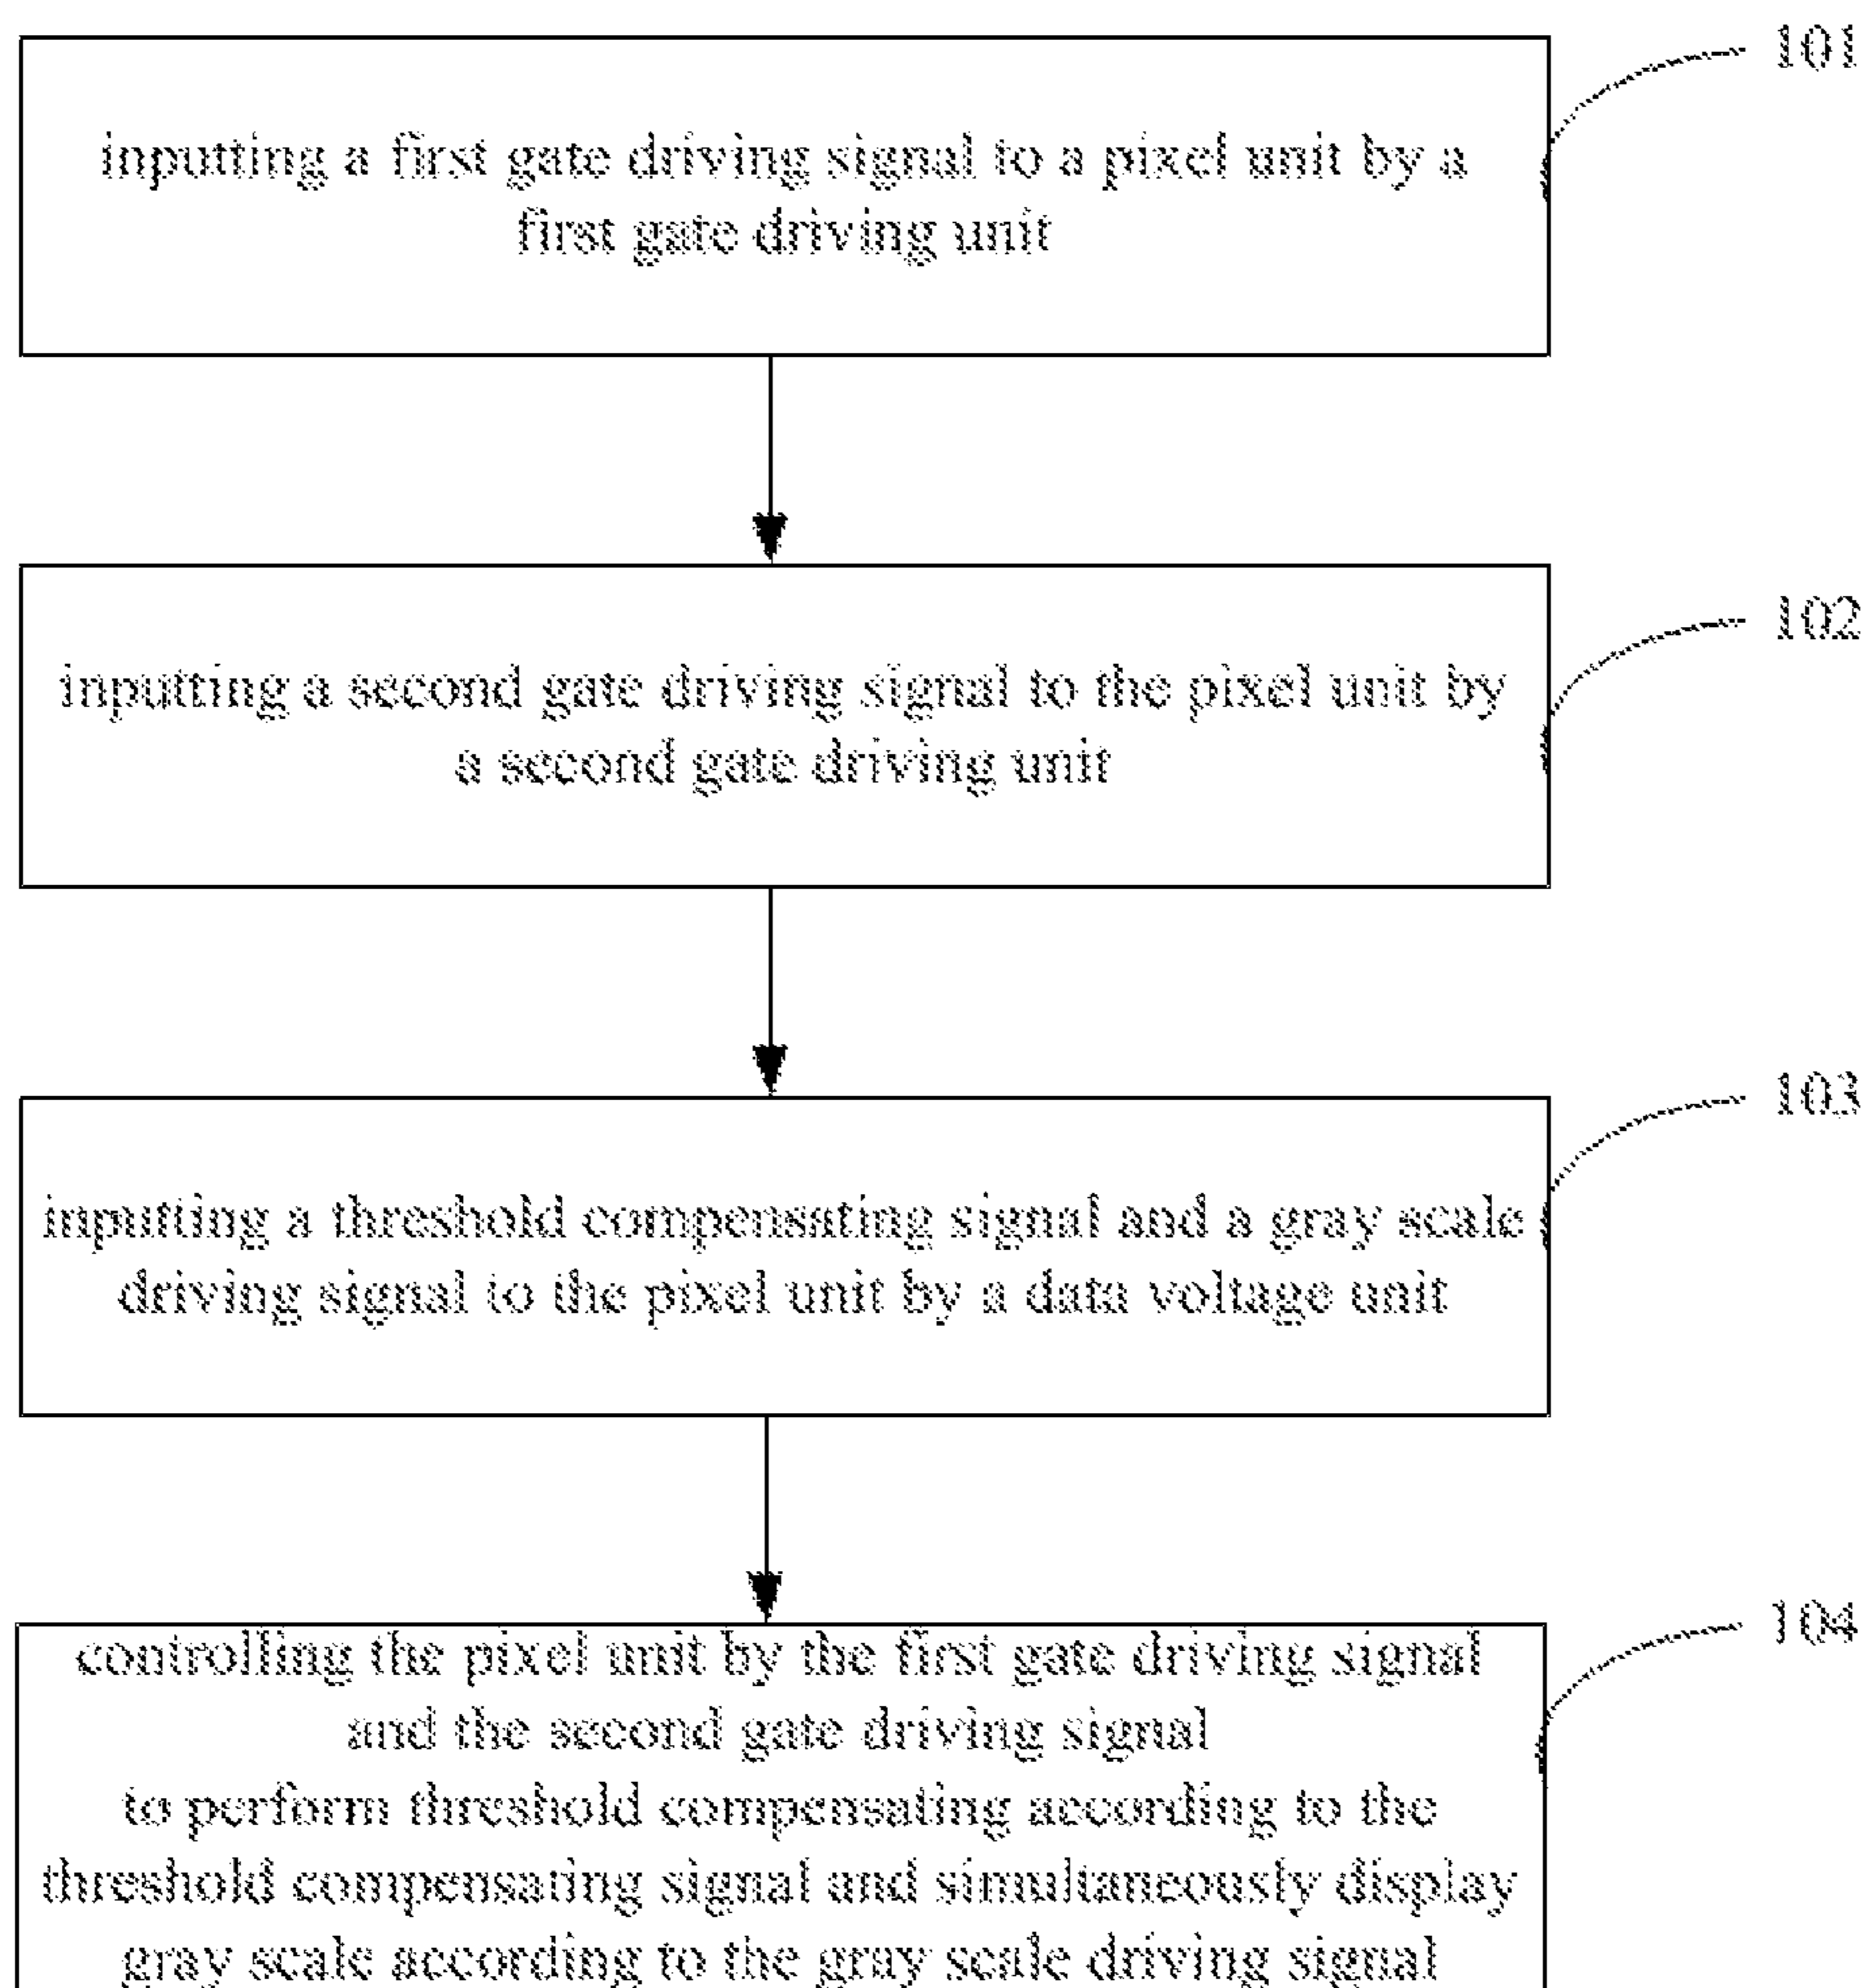 101
inputting a first gate driving signal to a pixel unit by a
first gate driving unit
102
inputting a second gate driving signal to the pixel unit by
a second gate driving unit
103
inputting a threshold compensating signal and a gray scale
driving signal to the pixel unit by a data voltage unit
104
controlling the pixel unit by the first gate driving signal
and the second gate driving signal
to perform threshold compensating according to the
threshold compensating signal and simultaneously display
gray scale according to the gray scale driving signal